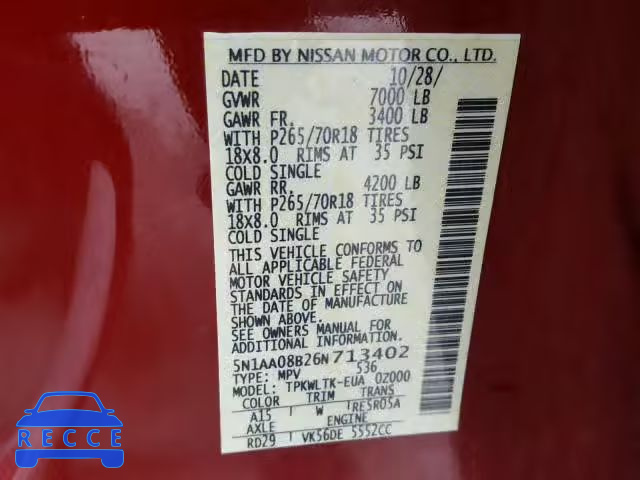 MFD BY NISSAN MOTOR CO., LTD.
DATE 10/28/
GVWR 7000 LB
GAWR FR. 3400 LB
WITH P265/70R18 TIRES
18X8.0 RIMS AT 35 PSI
COLD SINGLE
GAWR RR. 4200 LB
WITH P265/70R18 TIRES
18X8.0 RIMS AT 35 PSI
COLD SINGLE
THIS VEHICLE CONFORMS TO
ALL APPLICABLE FEDERAL
MOTOR VEHICLE SAFETY
STANDARDS IN EFFECT ON
THE DATE OF MANUFACTURE
SHOWN ABOVE.
SEE OWNERS MANUAL FOR
ADDITIONAL INFORMATION.
5N1AA08B26N713402
TYPE: MPV 536
MODEL: TPKWLTK-EUA 02000
COLOR TRIM TRANS
A15 W RE5R05A
AXLE ENGINE
RD29 VK56DE 5552CC
RECCE